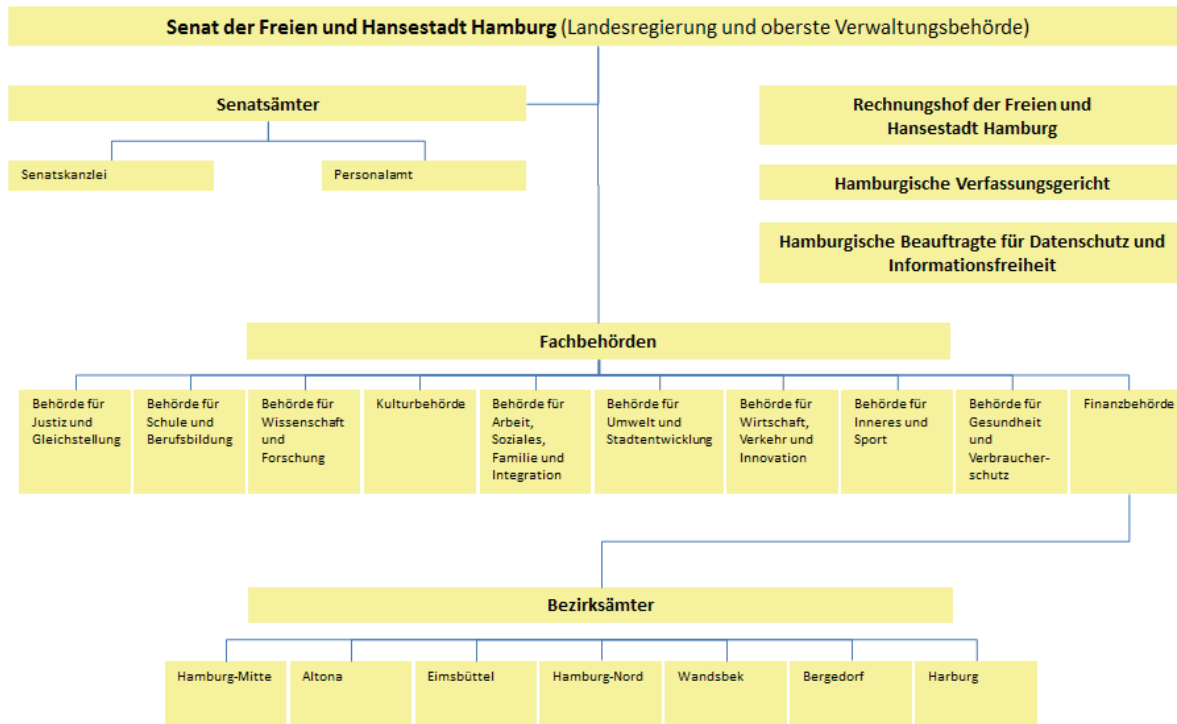 Senat der Freien und Hansestadt Hamburg (Landesregierung und oberste Verwaltungsbehörde)
Senatsämter
Senatskanzlei
Personalamt
Rechnungshof der Freien und
Hansestadt Hamburg
Hamburgische Verfassungsgericht
Hamburgische Beauftragte für Datenschutz und
Informationsfreiheit
Fachbehörden
Behörde für
Justiz und
Gleichstellung
Behörde für
Schule und
Berufsbildung
Behörde für
Wissenschaft
und
Forschung
Kulturbehörde
Behörde für
Arbeit,
Soziales,
Familie und
Integration
Behörde für
Umwelt und
Stadtentwicklung
Behörde für
Wirtschaft,
Verkehr und
Innovation
Behörde für
Inneres und
Sport
Behörde für
Gesundheit
und
Verbraucher-
schutz
Finanzbehörde
Bezirksämter
Hamburg-Mitte
Altona
Eimsbüttel
Hamburg-Nord
Wandsbek
Bergedorf
Harburg